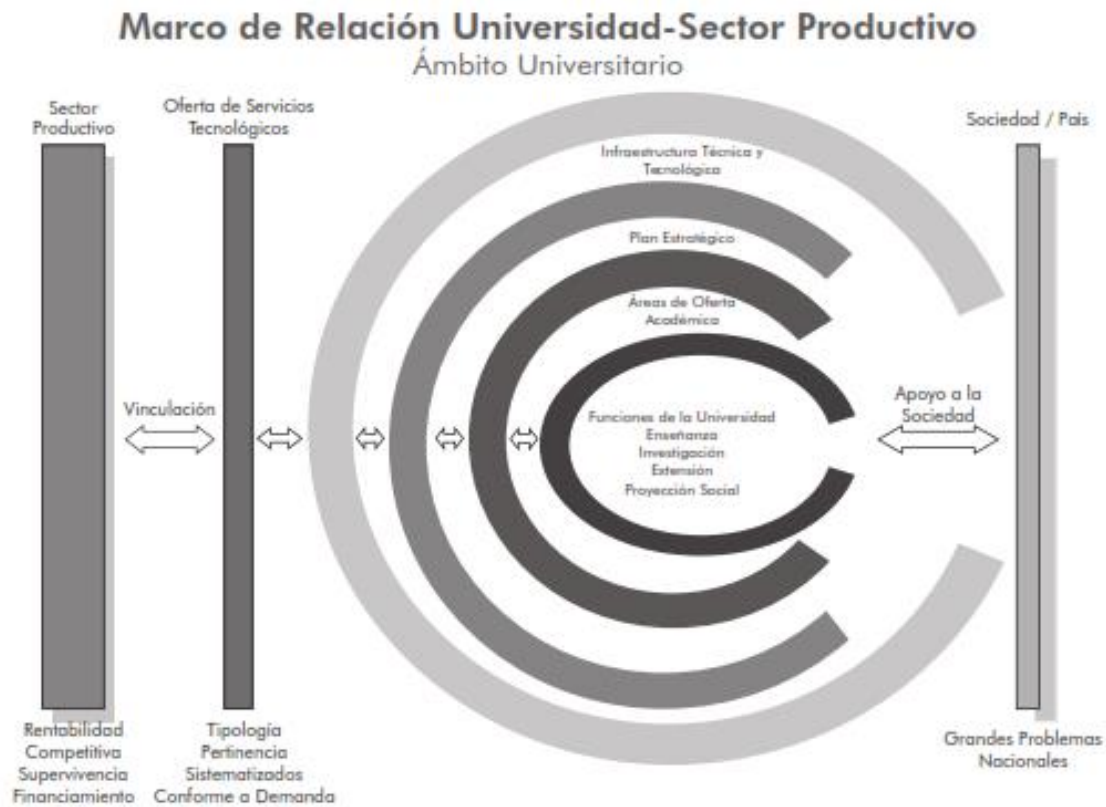 Marco de Relación Universidad-Sector Productivo
Ámbito Universitario
Sector
Productivo
Oferta de Servicios
Tecnológicos
Sociedad / País
Infraestructura Técnica y
Tecnológica
Plan Estratégico
Áreas de Oferta
Académica
Vinculación
Funciones de la Universidad
Enseñanza
Investigación
Extensión
Proyección Social
Apoyo a la
Sociedad
Rentabilidad
Competitiva
Supervivencia
Financiamiento
Tipología
Pertinencia
Sistematizados
Conforme a Demanda
Grandes Problemas
Nacionales